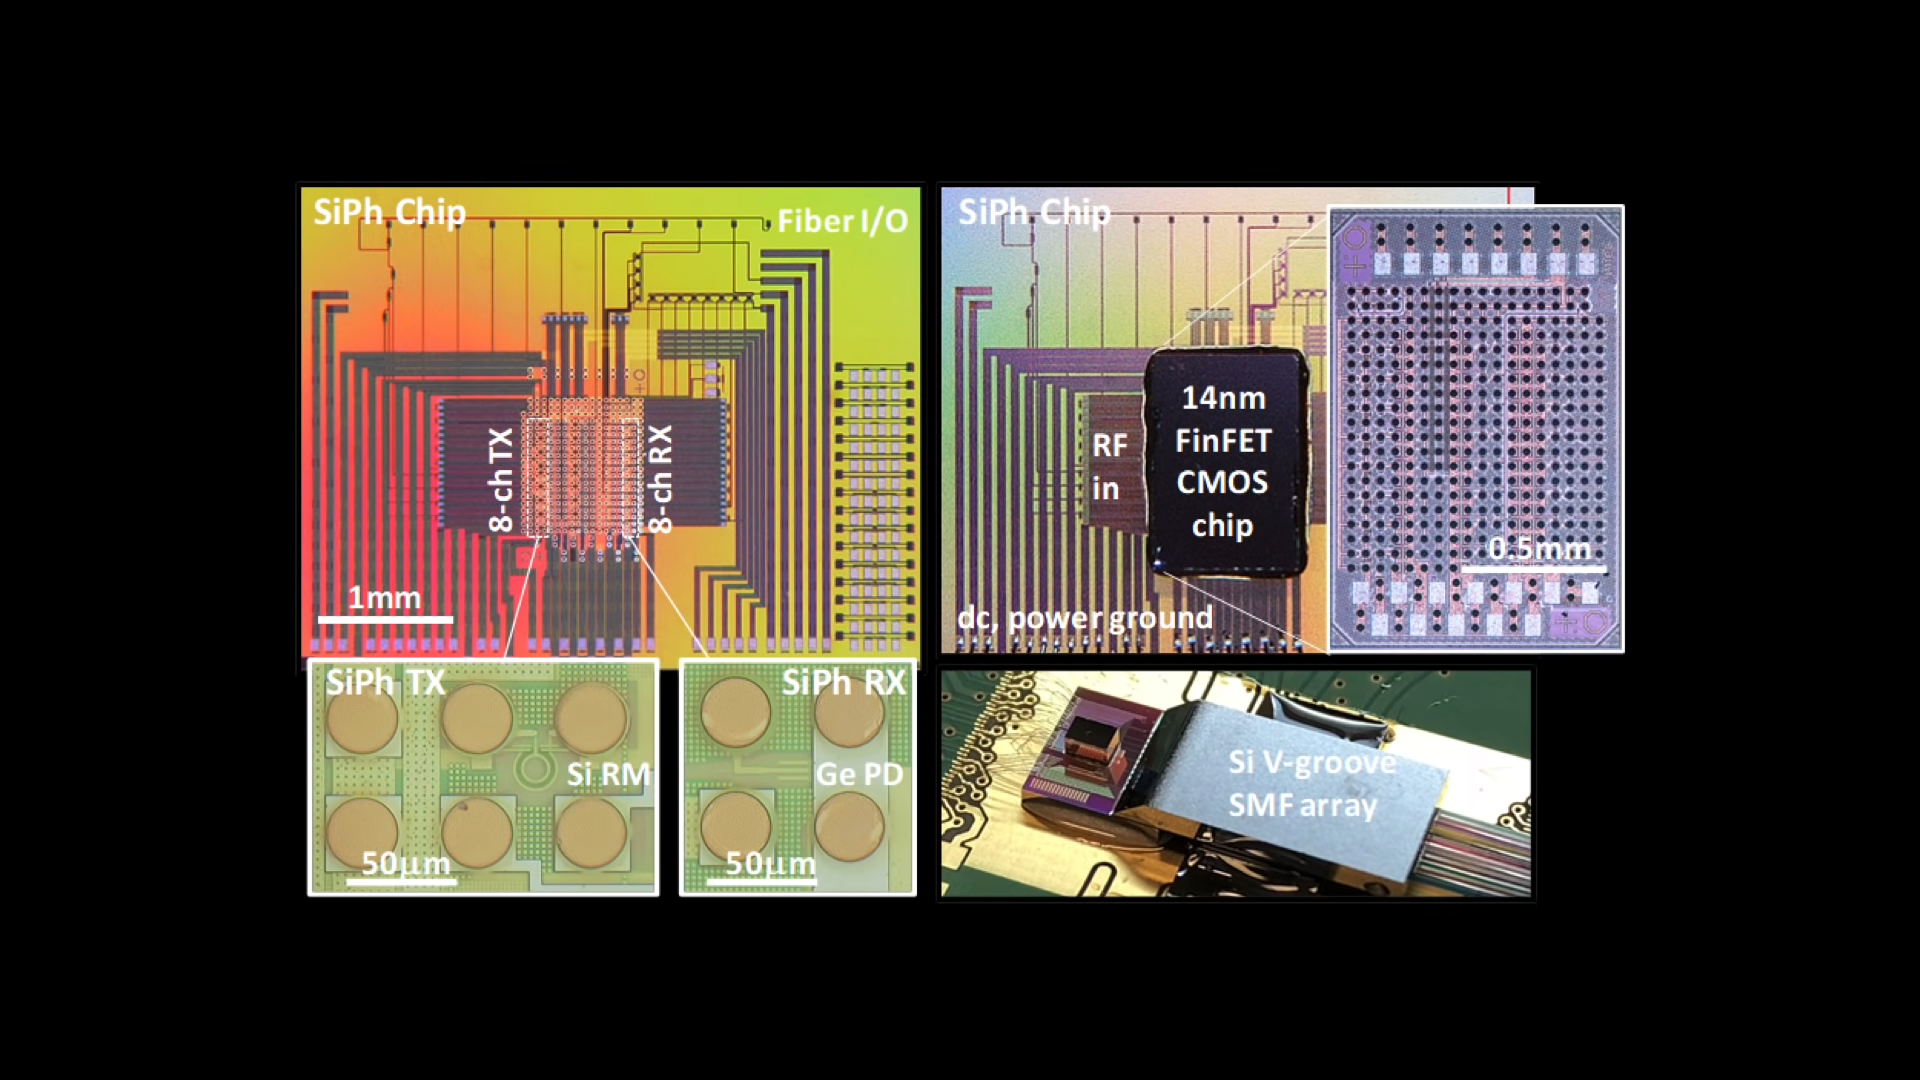 SiPh Chip
Fiber I/O
8-ch TX
8-ch RX
1mm
SiPh TX
Si RM
50μm
SiPh RX
Ge PD
50μm
SiPh Chip
RF
in
14nm
FinFET
CMOS
chip
dc, power ground
0.5mm
Si V-groove
SMF array